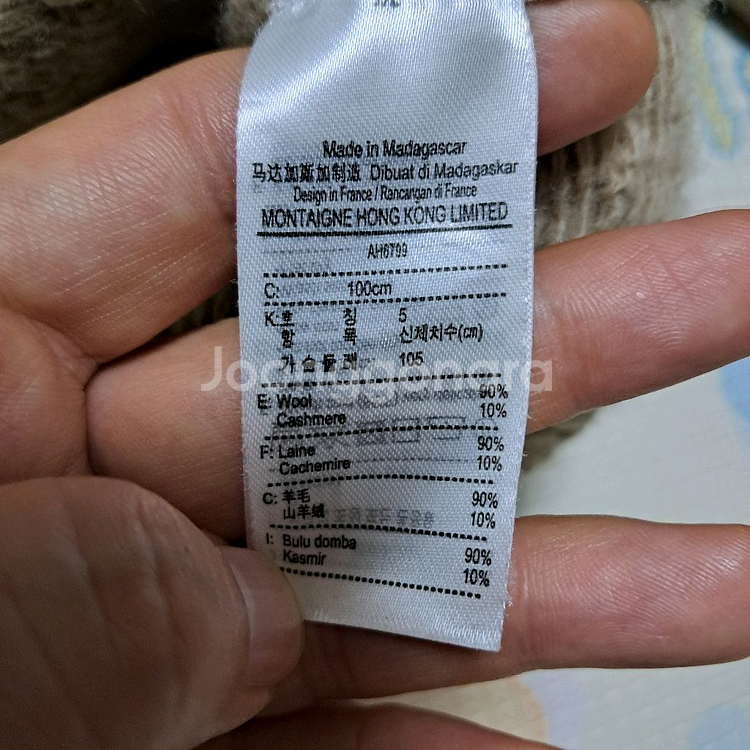 Made in Madagascar
马达加斯加制造 Dibuat di Madagaskar
Design in France / Rancangan di France
MONTAIGNE HONG KONG LIMITED
AH6799
C: 100cm
K: 호 칭 5
항 목 신체치수(cm)
가슴둘레 105
Joonggonara
E: Wool 90%
Cashmere 10%
F: Laine 90%
Cachemire 10%
C: 羊毛 90%
山羊绒 10%
I: Bulu domba 90%
Kasmir 10%